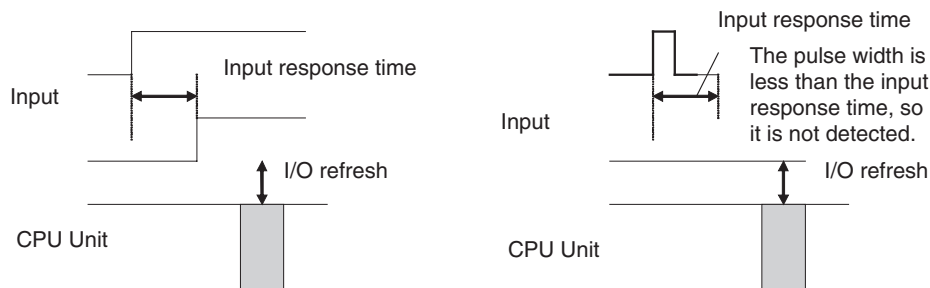 Input response time
Input
I/O refresh
CPU Unit
Input response time
The pulse width is
less than the input
response time, so
it is not detected.
Input
I/O refresh
CPU Unit